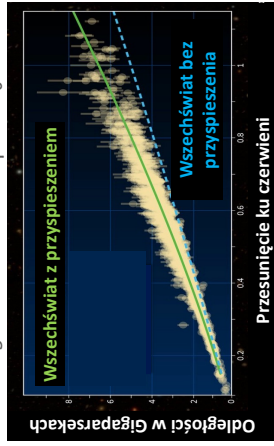 Wszechświat z przyspieszeniem
Wszechświat bez
przyspieszenia
Odległości w Gigaparsekach
8
6
4
2
0
0.2
0.4
0.6
0.8
1
Przesunięcie ku czerwieni